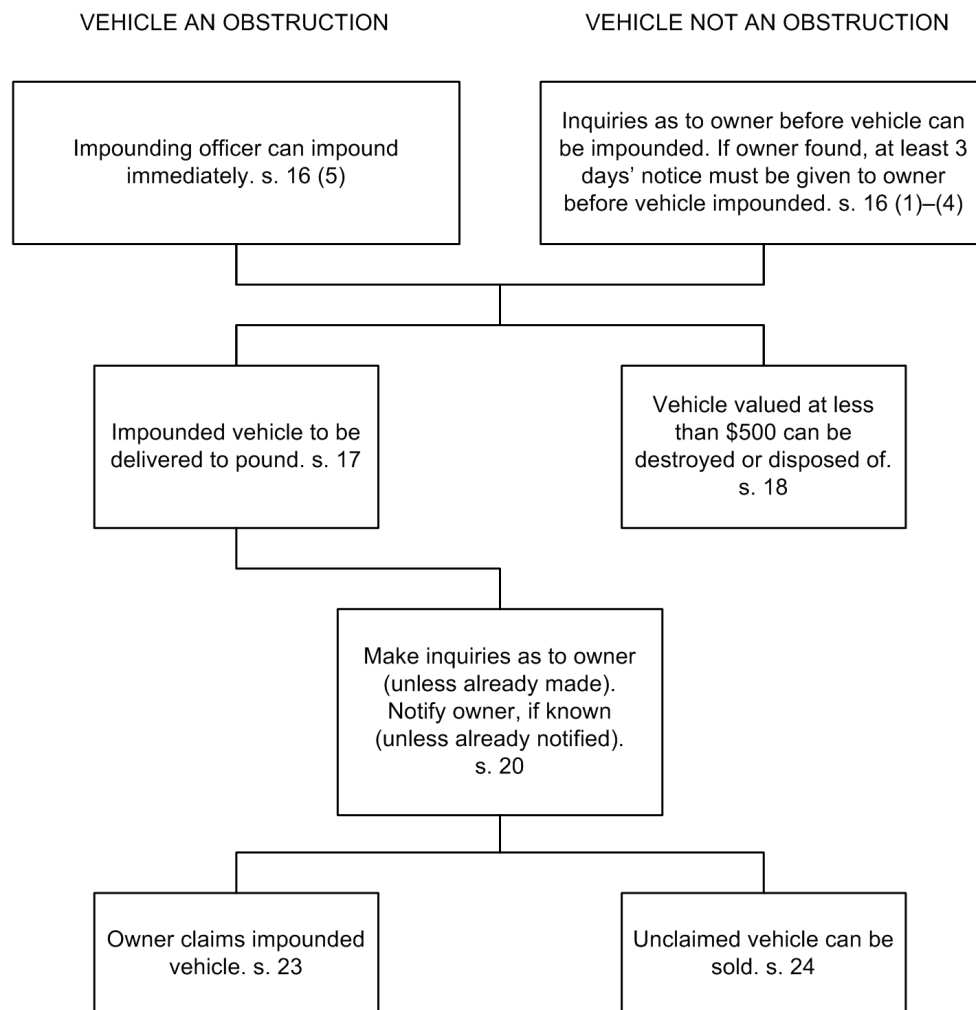 VEHICLE AN OBSTRUCTION
VEHICLE NOT AN OBSTRUCTION
Impounding officer can impound
immediately. s. 16 (5)
Inquiries as to owner before vehicle can
be impounded. If owner found, at least 3
days’ notice must be given to owner
before vehicle impounded. s. 16 (1)–(4)
Impounded vehicle to be
delivered to pound. s. 17
Vehicle valued at less
than $500 can be
destroyed or disposed of.
s. 18
Make inquiries as to owner
(unless already made).
Notify owner, if known
(unless already notified).
s. 20
Owner claims impounded
vehicle. s. 23
Unclaimed vehicle can be
sold. s. 24